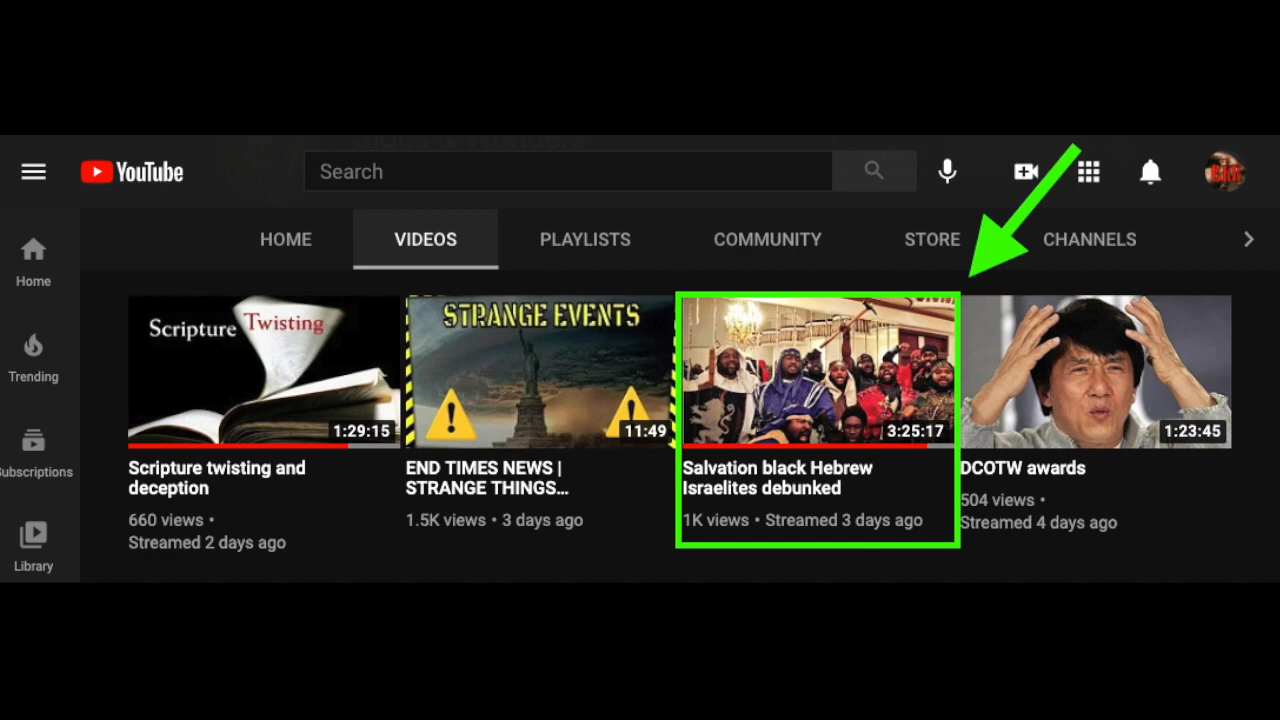 YouTube
Search
HOME
VIDEOS
PLAYLISTS
COMMUNITY
STORE
CHANNELS
Home
Trending
Subscriptions
Library
Scripture Twisting
1:29:15
Scripture twisting and
deception
660 views •
Streamed 2 days ago
STRANGE EVENTS
11:49
END TIMES NEWS |
STRANGE THINGS...
1.5K views • 3 days ago
3:25:17
Salvation black Hebrew
Israelites debunked
1K views • Streamed 3 days ago
1:23:45
DCOTW awards
504 views •
Streamed 4 days ago